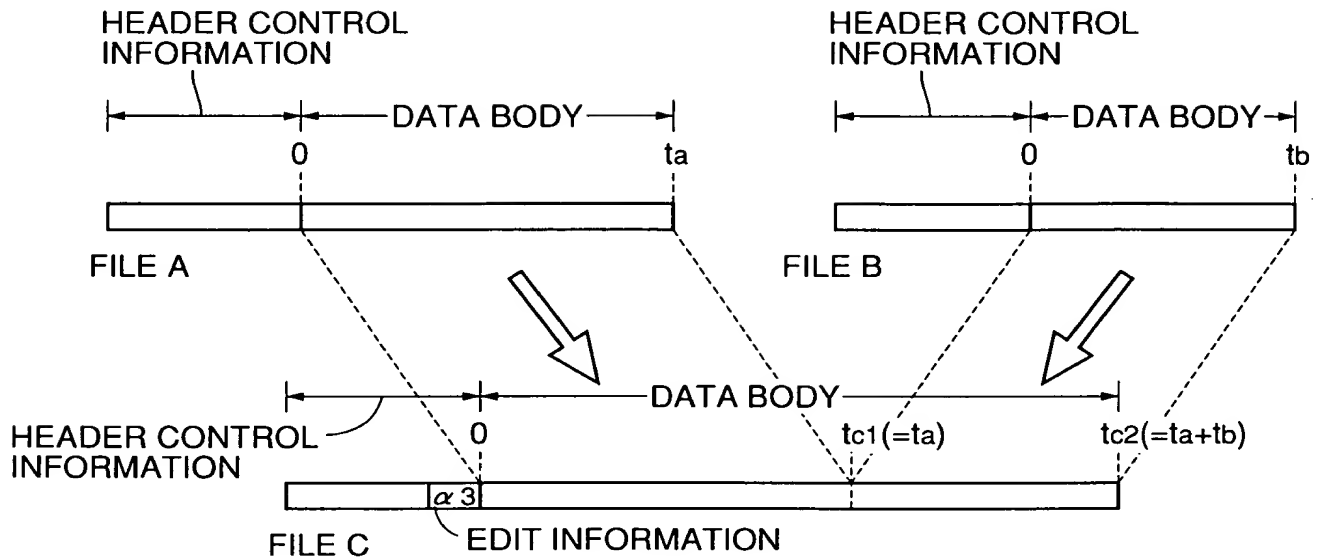 HEADER CONTROL
INFORMATION
HEADER CONTROL
INFORMATION
DATA BODY
DATA BODY
0
ta
0
tb
FILE A
FILE B
DATA BODY
HEADER CONTROL
INFORMATION
0
tc1(=ta)
tc2(=ta+tb)
α 3
FILE C
EDIT INFORMATION